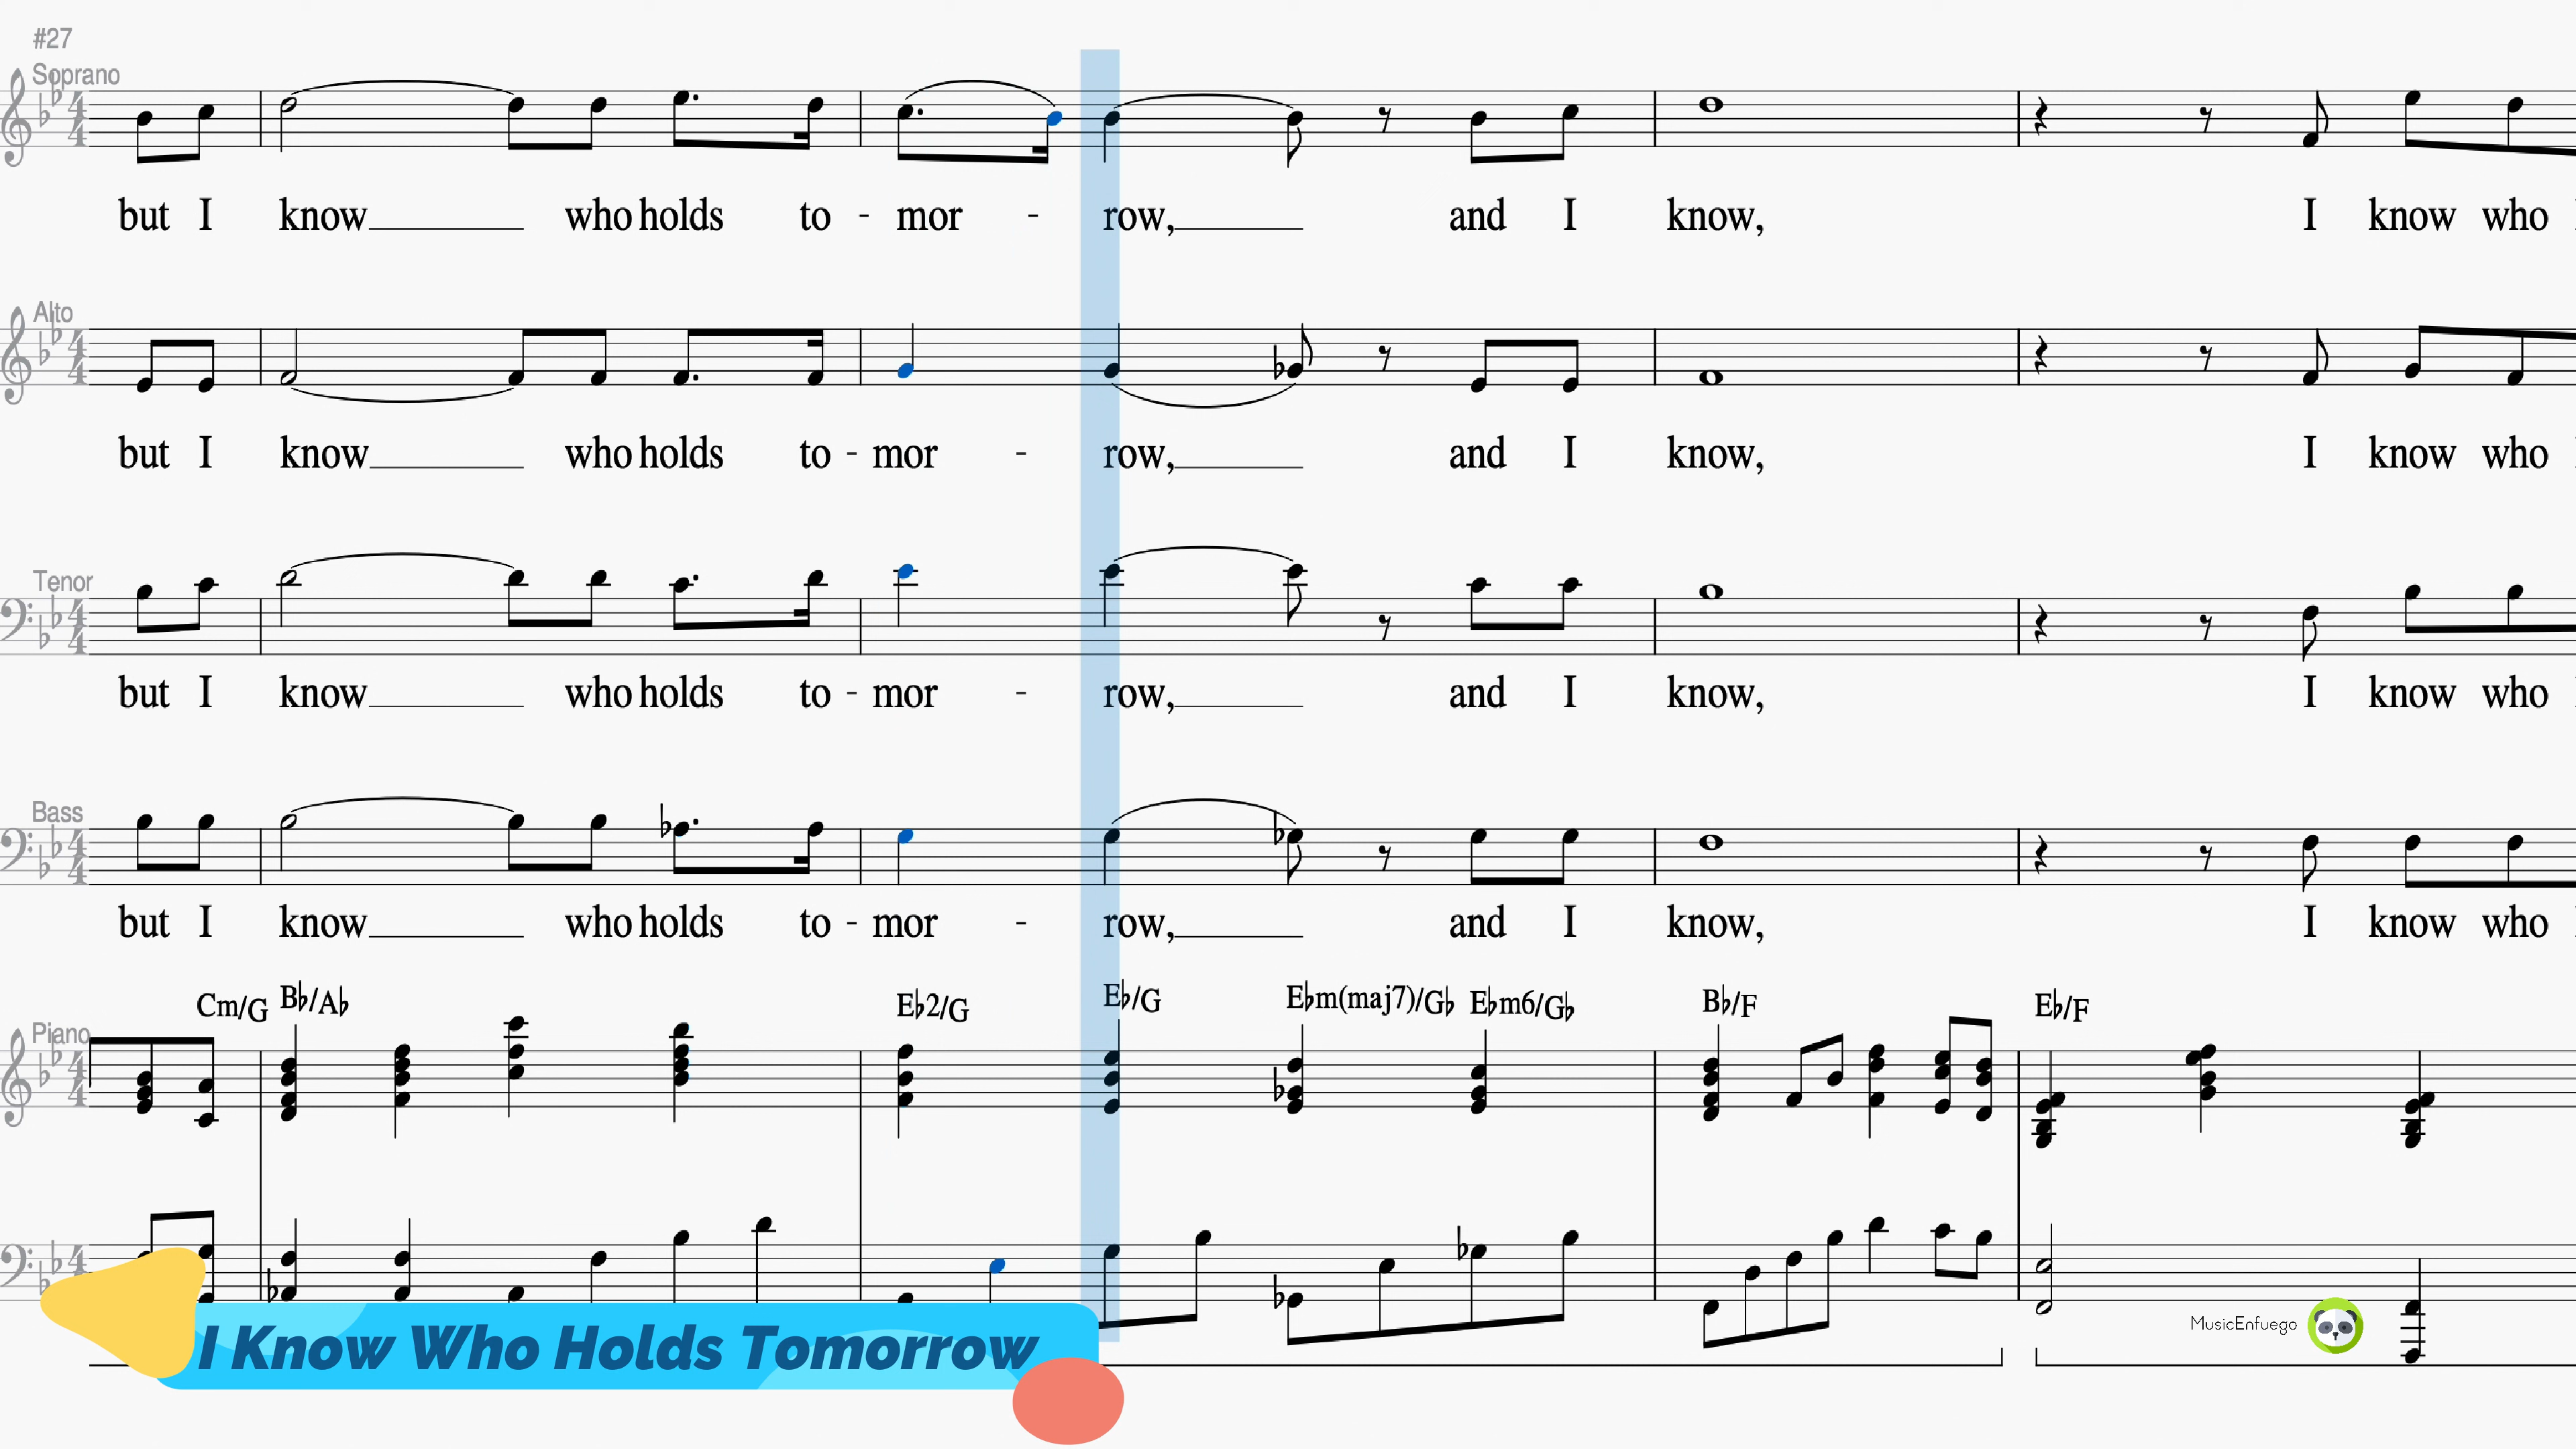 #27
Soprano
but I know who holds to - mor - row, and I know, I know who
Alto
but I know who holds to - mor - row, and I know, I know who
Tenor
but I know who holds to - mor - row, and I know, I know who
Bass
but I know who holds to - mor - row, and I know, I know who
Cm/G B♭/A♭ E♭2/G E♭/G E♭m(maj7)/G♭ E♭m6/G♭ B♭/F E♭/F
Piano
I Know Who Holds Tomorrow
MusicEnfuego